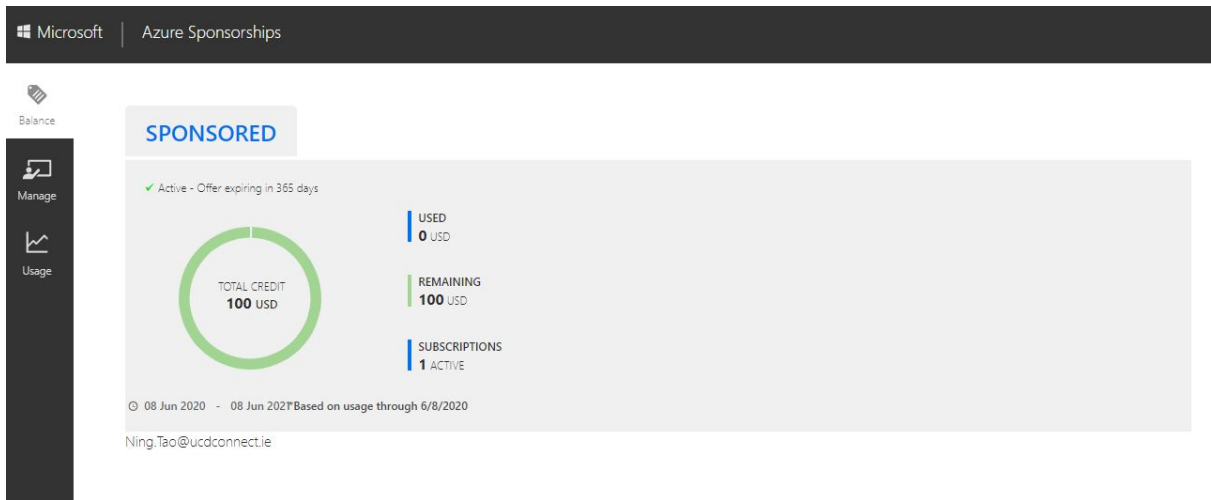 Microsoft | Azure Sponsorships
Balance
Manage
Usage
SPONSORED
✔ Active - Offer expiring in 365 days
TOTAL CREDIT
100 USD
USED
0 USD
REMAINING
100 USD
SUBSCRIPTIONS
1 ACTIVE
08 Jun 2020 - 08 Jun 2021*Based on usage through 6/8/2020
Ning.Tao@ucdconnect.ie